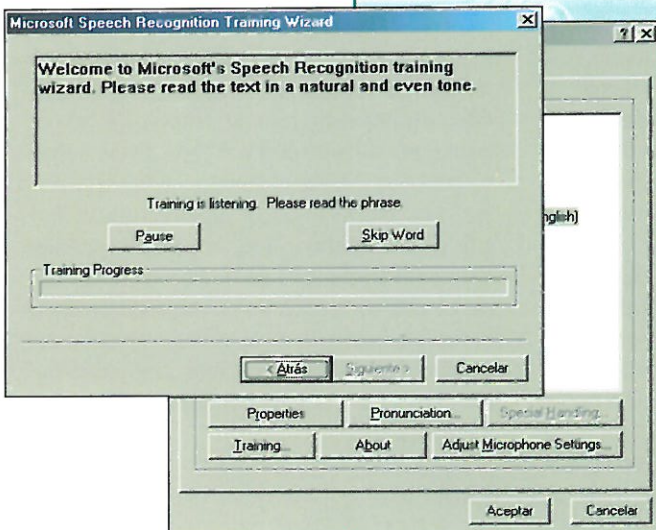 Microsoft Speech Recognition Training Wizard
Welcome to Microsoft's Speech Recognition training
wizard. Please read the text in a natural and even tone.
Training is listening. Please read the phrase.
Pause Skip Word
Training Progress
< Atrás Siguiente > Cancelar
nglish]
Properties Pronunciation... Special Handling...
Training... About Adjust Microphone Settings...
Aceptar Cancelar